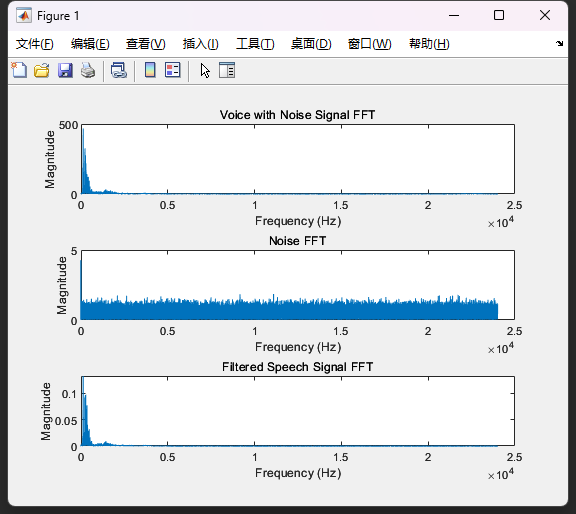 Figure 1
文件(F) 编辑(E) 查看(V) 插入(I) 工具(T) 桌面(D) 窗口(W) 帮助(H)
Voice with Noise Signal FFT
500
0
Magnitude
0 0.5 1 1.5 2 2.5
Frequency (Hz)
×10^4
Noise FFT
5
0
Magnitude
0 0.5 1 1.5 2 2.5
Frequency (Hz)
×10^4
Filtered Speech Signal FFT
0.1
0.05
0
Magnitude
0 0.5 1 1.5 2 2.5
Frequency (Hz)
×10^4